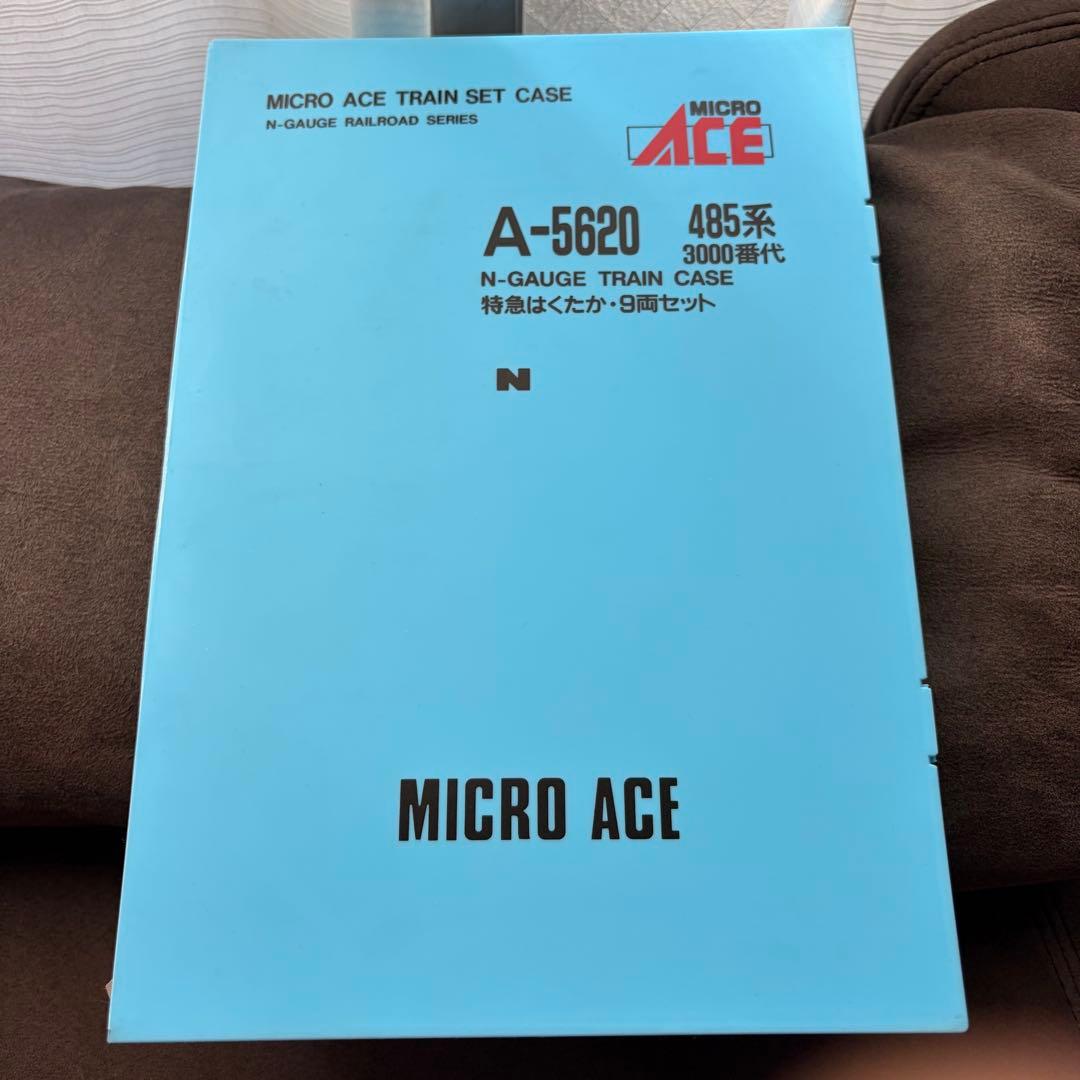 MICRO ACE TRAIN SET CASE
N-GAUGE RAILROAD SERIES
MICRO
ACE
A-5620 485系
3000番代
N-GAUGE TRAIN CASE
特急はくたか・9両セット
N
MICRO ACE